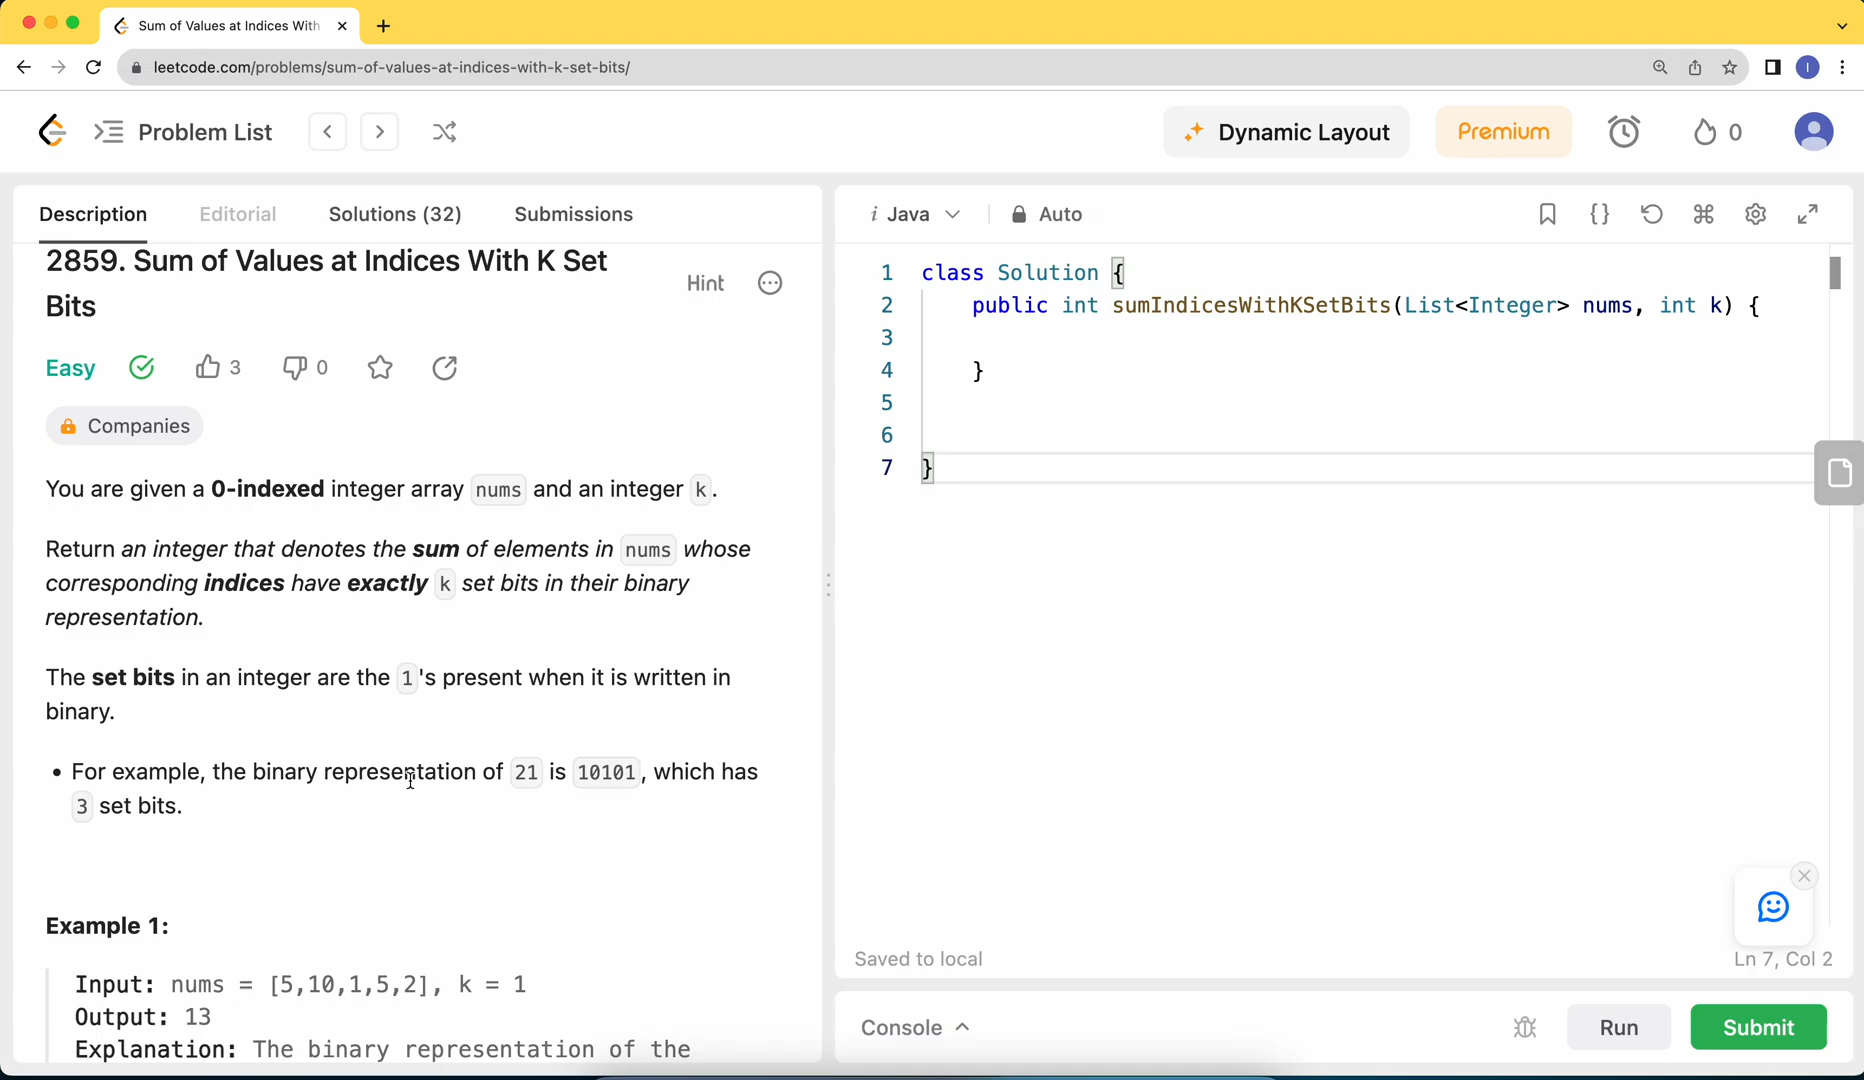 Sum of Values at Indices With
leetcode.com/problems/sum-of-values-at-indices-with-k-set-bits/
I
Problem List
Dynamic Layout
Premium
0
Description
Editorial
Solutions (32)
Submissions
2859. Sum of Values at Indices With K Set
Bits
Hint
Easy
3
0
Companies
You are given a 0-indexed integer array nums and an integer k.
Return an integer that denotes the sum of elements in nums whose
corresponding indices have exactly k set bits in their binary
representation.
The set bits in an integer are the 1's present when it is written in
binary.
• For example, the binary representation of 21 is 10101, which has
3 set bits.
Example 1:
Input: nums = [5,10,1,5,2], k = 1
Output: 13
Explanation: The binary representation of the
i Java
Auto
1 class Solution {
2 public int sumIndicesWithKSetBits(List<Integer> nums, int k) {
3
4 }
5
6
7 }
Saved to local
Ln 7, Col 2
Console
Run
Submit